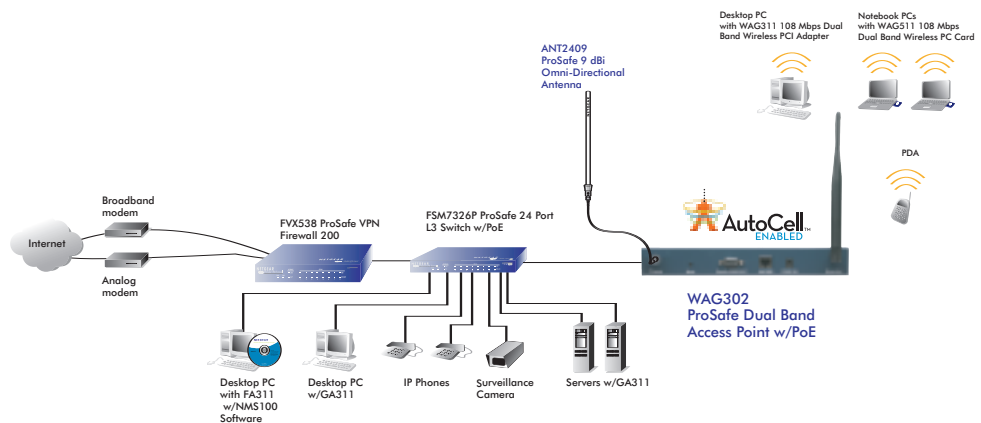 Desktop PC
with WAG311 108 Mbps Dual
Band Wireless PCI Adapter
Notebook PCs
with WAG511 108 Mbps
Dual Band Wireless PC Card
ANT2409
ProSafe 9 dBi
Omni-Directional
Antenna
PDA
Broadband
modem
Internet
Analog
modem
FVX538 ProSafe VPN
Firewall 200
FSM7326P ProSafe 24 Port
L3 Switch w/PoE
AutoCell™
ENABLED
WAG302
ProSafe Dual Band
Access Point w/PoE
Desktop PC
with FA311
w/NMS100
Software
Desktop PC
w/GA311
IP Phones
Surveillance
Camera
Servers w/GA311